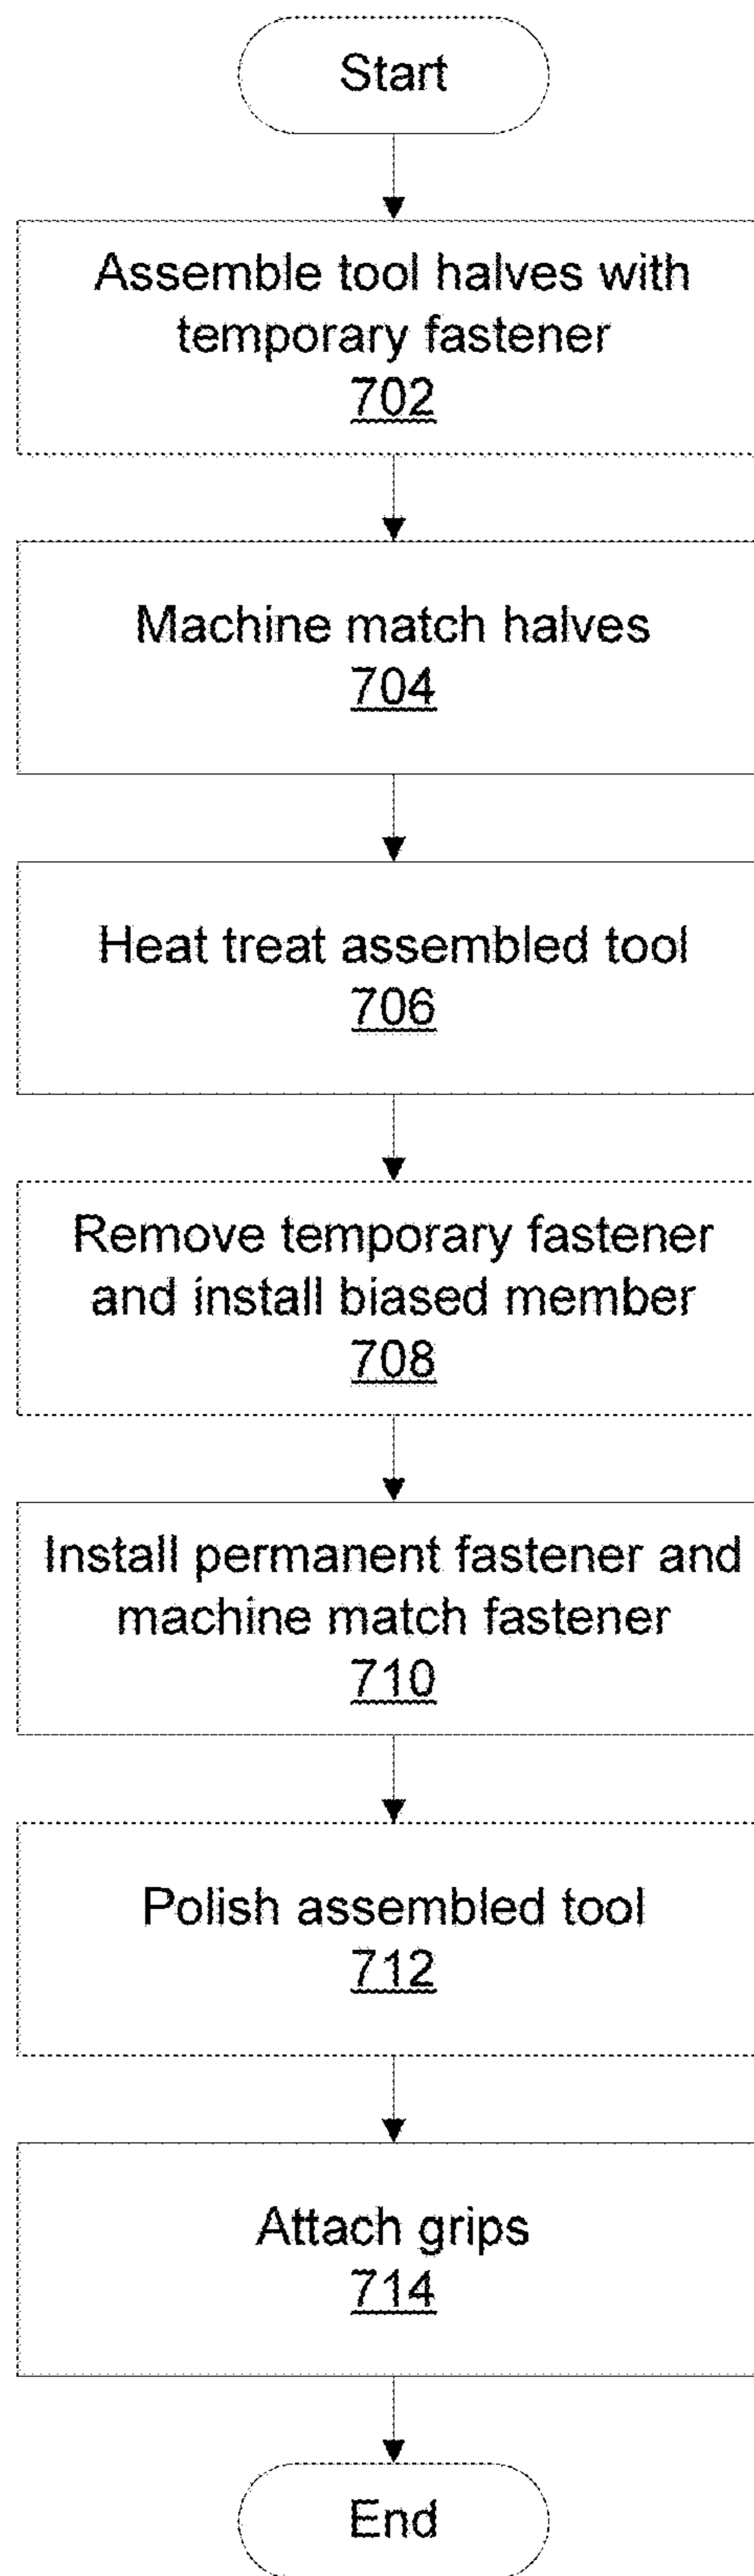 Start
Assemble tool halves with
temporary fastener
702
Machine match halves
704
Heat treat assembled tool
706
Remove temporary fastener
and install biased member
708
Install permanent fastener and
machine match fastener
710
Polish assembled tool
712
Attach grips
714
End